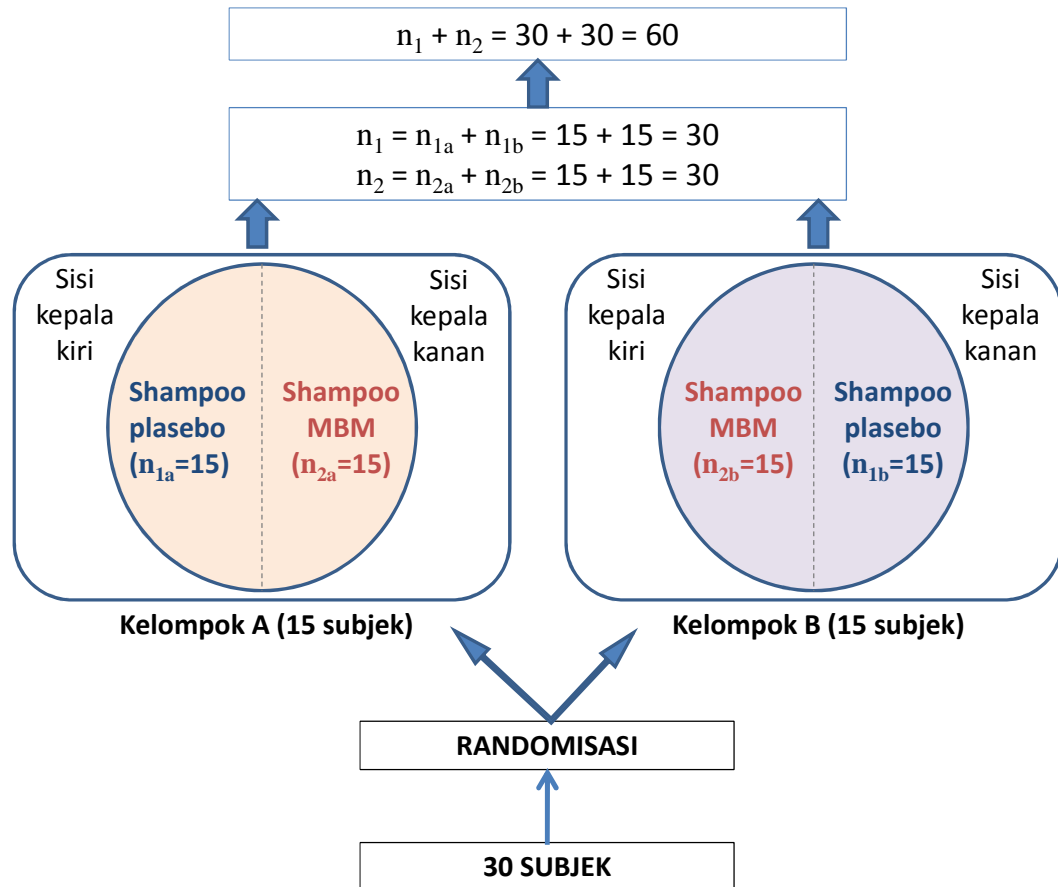 n₁ + n₂ = 30 + 30 = 60
n₁ = n₁ₐ + n₁b = 15 + 15 = 30
n₂ = n₂ₐ + n₂b = 15 + 15 = 30
Sisi
kepala
kiri
Sisi
kepala
kanan
Shampoo
plasebo
(n₁ₐ=15)
Shampoo
MBM
(n₂ₐ=15)
Kelompok A (15 subjek)
Sisi
kepala
kiri
Sisi
kepala
kanan
Shampoo
MBM
(n₂b=15)
Shampoo
plasebo
(n₁b=15)
Kelompok B (15 subjek)
RANDOMISASI
30 SUBJEK